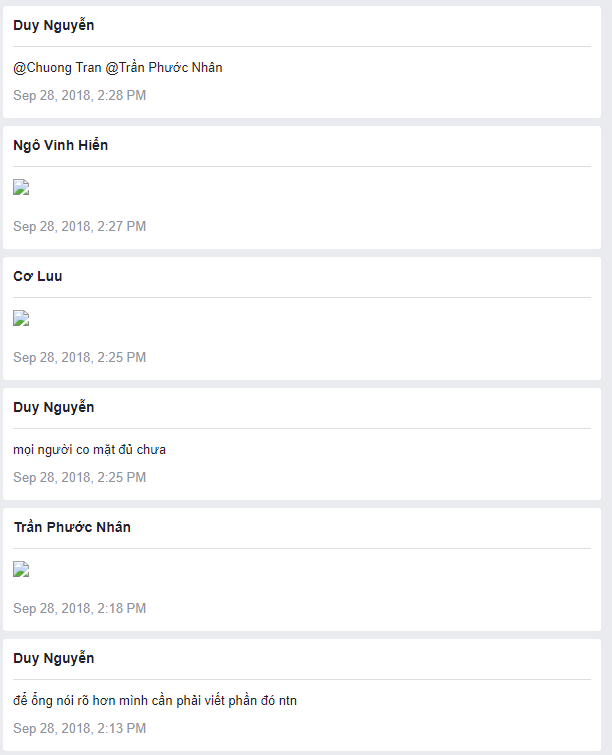 Duy Nguyễn
@Chuong Tran @Trần Phước Nhân
Sep 28, 2018, 2:28 PM
Ngô Vinh Hiển
Sep 28, 2018, 2:27 PM
Cơ Luu
Sep 28, 2018, 2:25 PM
Duy Nguyễn
mọi người co mặt đủ chưa
Sep 28, 2018, 2:25 PM
Trần Phước Nhân
Sep 28, 2018, 2:18 PM
Duy Nguyễn
để ổng nói rõ hơn mình cần phải viết phần đó ntn
Sep 28, 2018, 2:13 PM